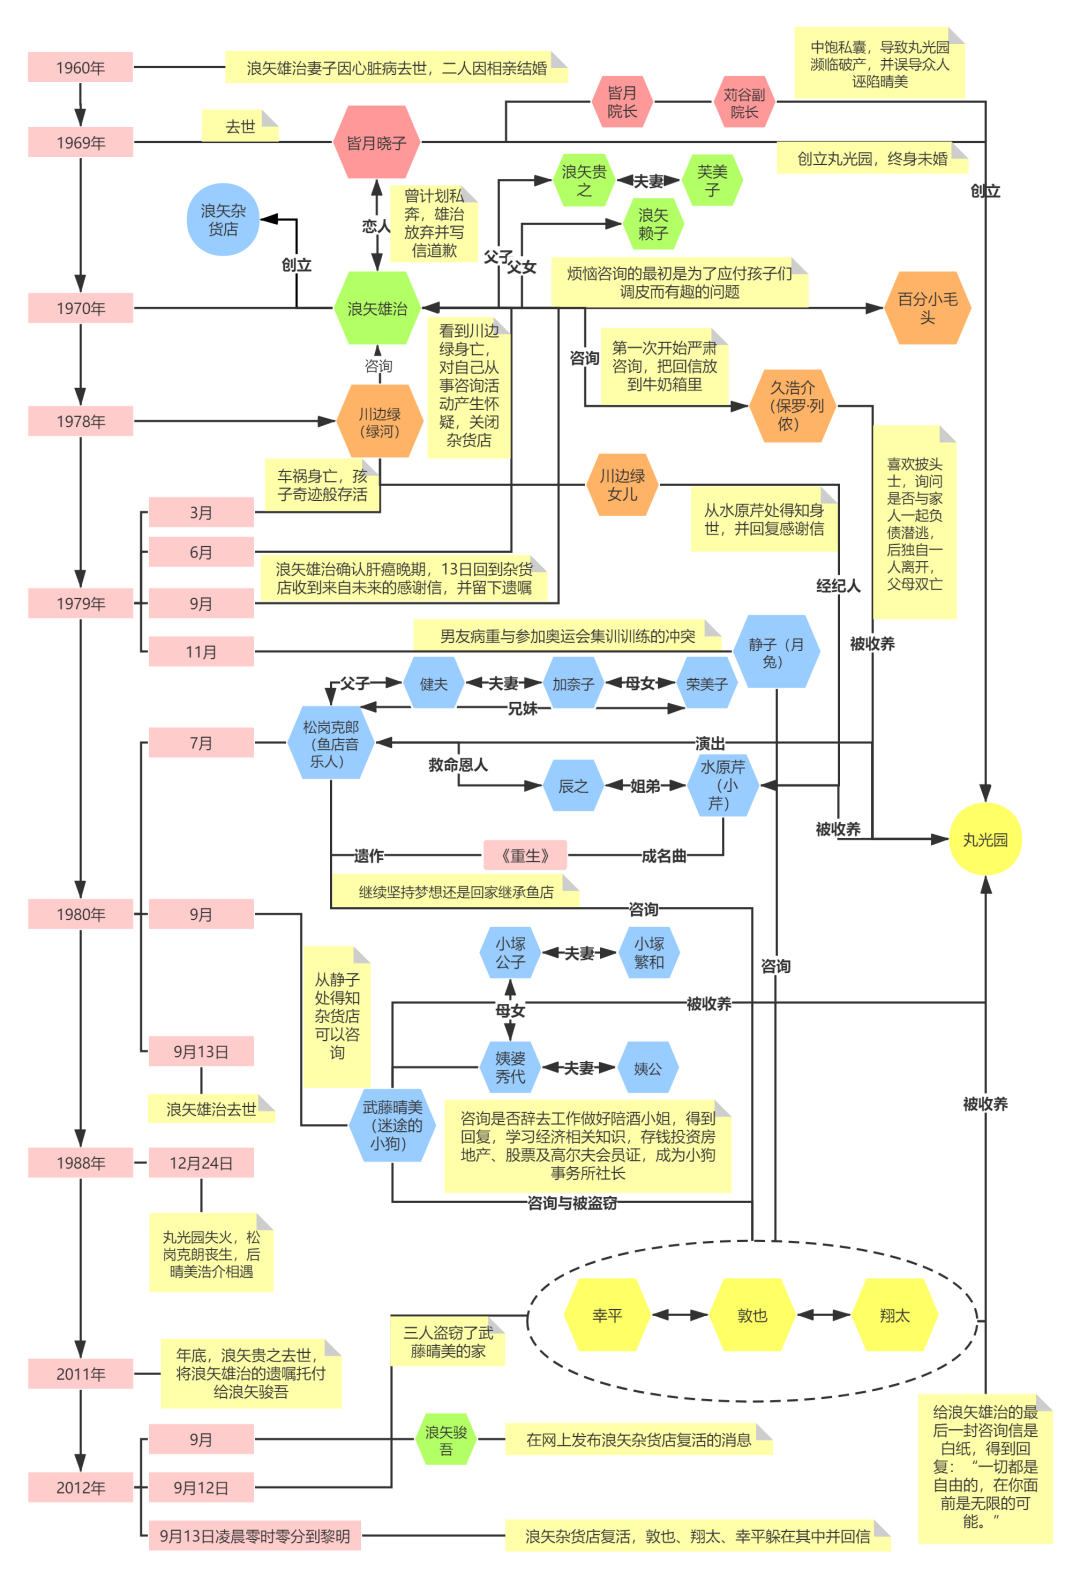 1960年
浪矢雄治妻子因心脏病去世，二人因相亲结婚
中饱私囊，导致丸光园
濒临破产，并误导众人
诬陷晴美
皆月
院长
苅谷副
院长
1969年
去世
皆月晓子
创立丸光园，终身未婚
创立
浪矢杂
货店
创立
恋人
曾计划私
奔，雄治
放弃并写
信道歉
浪矢贵
之
夫妻
芙美
子
浪矢
赖子
父子
父女
烦恼咨询的最初是为了应付孩子们
调皮而有趣的问题
1970年
浪矢雄治
百分小毛
头
咨询
看到川边
绿身亡，
对自己从
事咨询活
动产生怀
疑，关闭
杂货店
咨询
第一次开始严肃
咨询，把回信放
到牛奶箱里
久浩介
（保罗·列
侬）
1978年
川边绿
（绿河）
车祸身亡，孩
子奇迹般存活
川边绿
女儿
从水原芹处得知身
世，并回复感谢信
喜欢披头
士，询问
是否与家
人一起负
债潜逃，
后独自一
人离开，
父母双亡
3月
6月
浪矢雄治确认肝癌晚期，13日回到杂货
店收到来自未来的感谢信，并留下遗嘱
经纪人
1979年
9月
11月
男友病重与参加奥运会集训训练的冲突
静子（月
兔）
被收养
父子
健夫
夫妻
加奈子
母女
荣美子
兄妹
7月
松岗克郎
（鱼店音
乐人）
演出
救命恩人
辰之
姐弟
水原芹
（小
芹）
被收养
丸光园
遗作
《重生》
成名曲
继续坚持梦想还是回家继承鱼店
1980年
9月
咨询
从静子
处得知
杂货店
可以咨
询
小塚
公子
夫妻
小塚
繁和
咨询
母女
被收养
9月13日
姨婆
秀代
夫妻
姨公
浪矢雄治去世
武藤晴美
（迷途的
小狗）
咨询是否辞去工作做好陪酒小姐，得到
回复，学习经济相关知识，存钱投资房
地产、股票及高尔夫会员证，成为小狗
事务所社长
被收养
1988年
12月24日
咨询与被盗窃
丸光园失火，松
岗克朗丧生，后
晴美浩介相遇
幸平
敦也
翔太
三人盗窃了武
藤晴美的家
2011年
年底，浪矢贵之去世，
将浪矢雄治的遗嘱托付
给浪矢骏吾
给浪矢雄治的最
后一封咨询信是
白纸，得到回
复：“一切都是
自由的，在你面
前是无限的可
能。”
9月
浪矢骏
吾
在网上发布浪矢杂货店复活的消息
2012年
9月12日
9月13日凌晨零时零分到黎明
浪矢杂货店复活，敦也、翔太、幸平躲在其中并回信